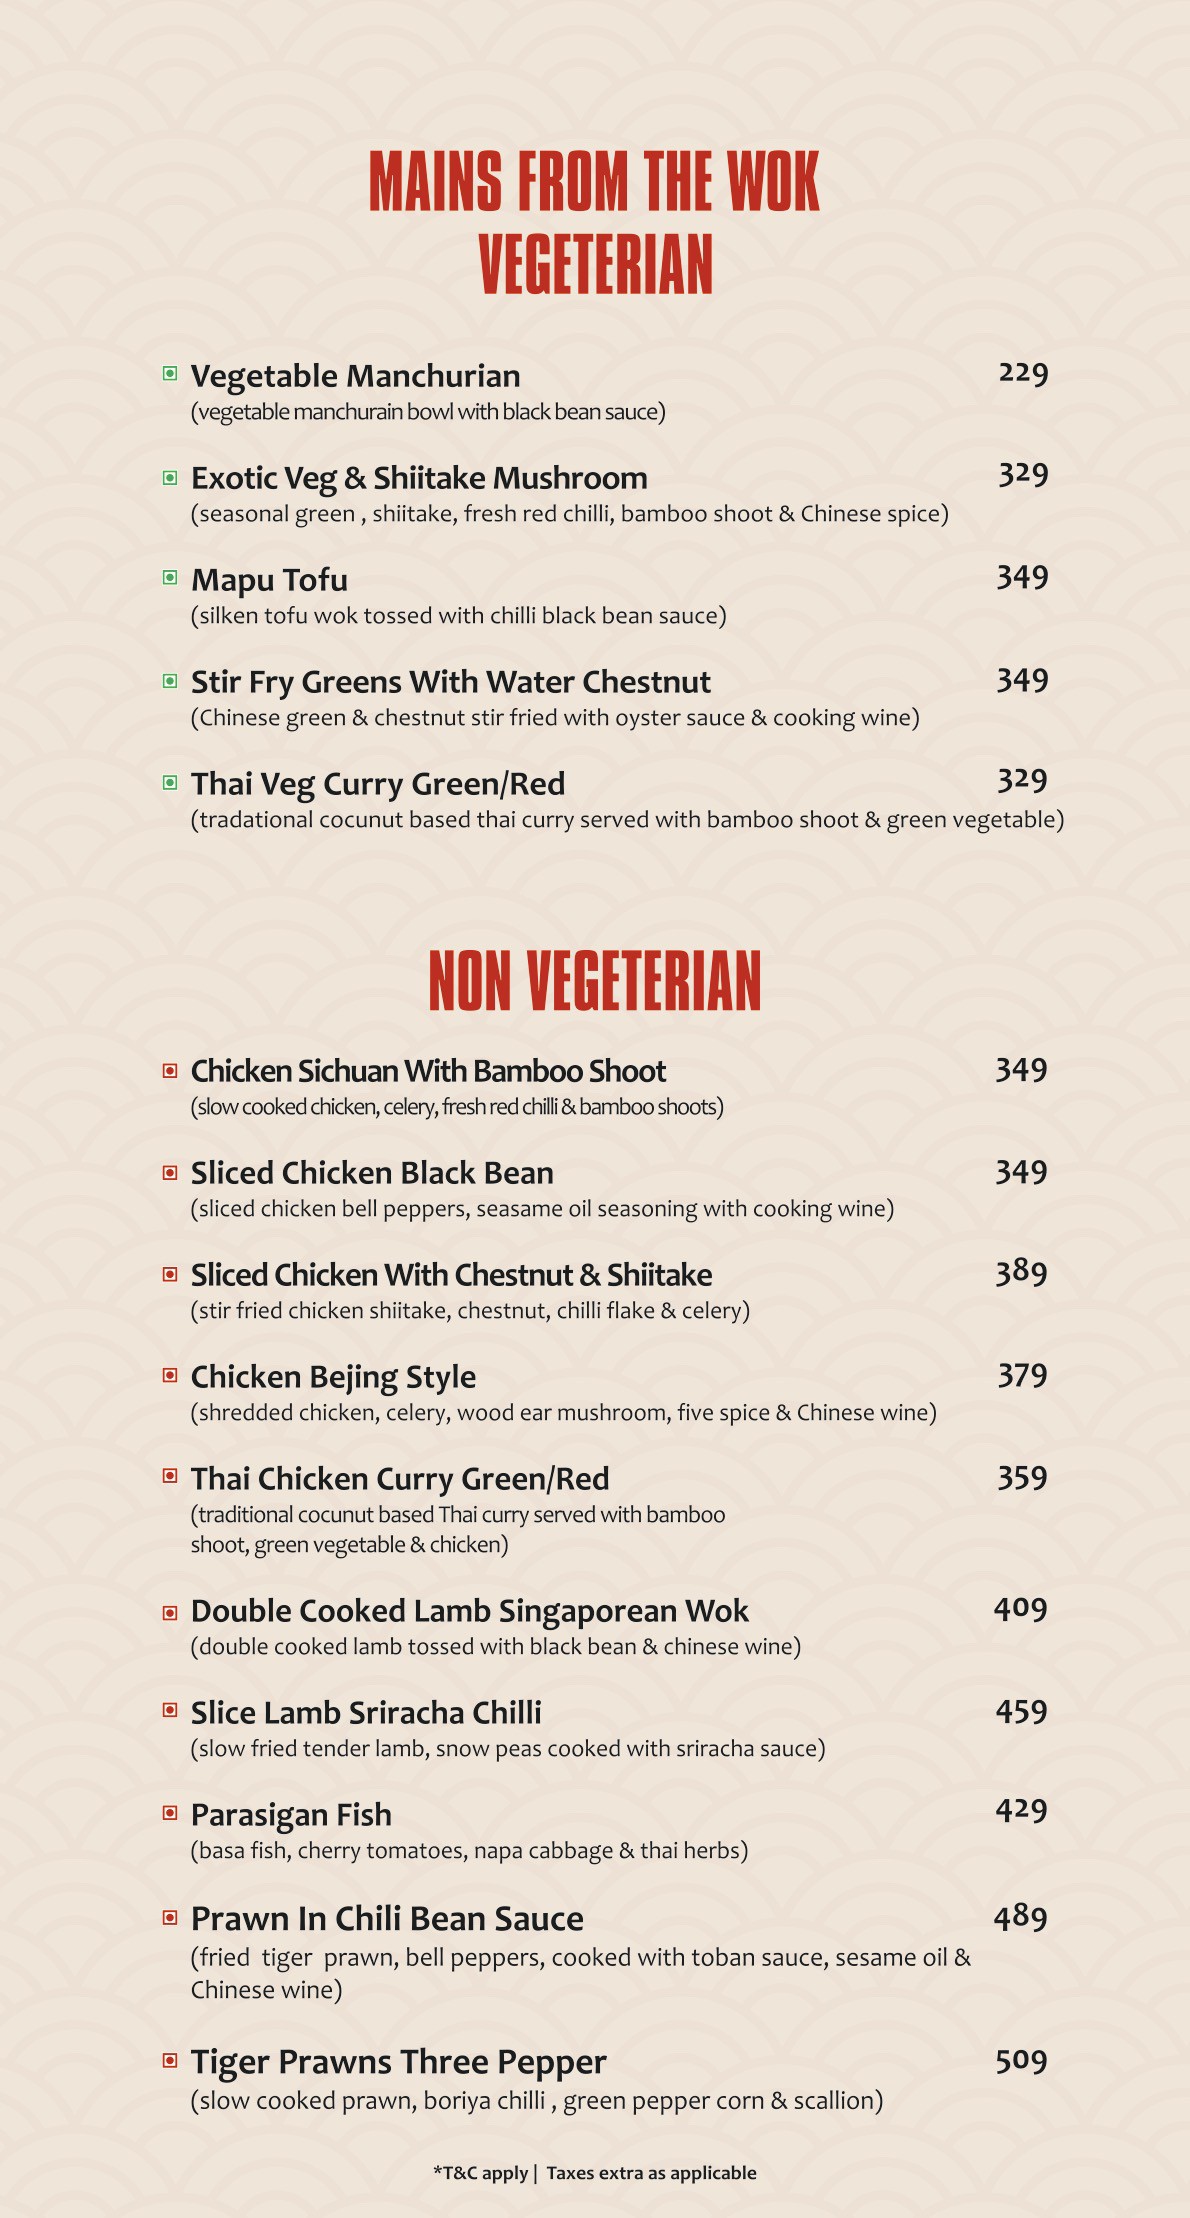 MAINS FROM THE WOK
VEGETERIAN
Vegetable Manchurian 229
(vegetable manchurain bowl with black bean sauce)
Exotic Veg & Shiitake Mushroom 329
(seasonal green , shiitake, fresh red chilli, bamboo shoot & Chinese spice)
Mapu Tofu 349
(silken tofu wok tossed with chilli black bean sauce)
Stir Fry Greens With Water Chestnut 349
(Chinese green & chestnut stir fried with oyster sauce & cooking wine)
Thai Veg Curry Green/Red 329
(tradational cocunut based thai curry served with bamboo shoot & green vegetable)
NON VEGETERIAN
Chicken Sichuan With Bamboo Shoot 349
(slow cooked chicken, celery, fresh red chilli & bamboo shoots)
Sliced Chicken Black Bean 349
(sliced chicken bell peppers, seasame oil seasoning with cooking wine)
Sliced Chicken With Chestnut & Shiitake 389
(stir fried chicken shiitake, chestnut, chilli flake & celery)
Chicken Bejing Style 379
(shredded chicken, celery, wood ear mushroom, five spice & Chinese wine)
Thai Chicken Curry Green/Red 359
(traditional cocunut based Thai curry served with bamboo
shoot, green vegetable & chicken)
Double Cooked Lamb Singaporean Wok 409
(double cooked lamb tossed with black bean & chinese wine)
Slice Lamb Sriracha Chilli 459
(slow fried tender lamb, snow peas cooked with sriracha sauce)
Parasigan Fish 429
(basa fish, cherry tomatoes, napa cabbage & thai herbs)
Prawn In Chili Bean Sauce 489
(fried tiger prawn, bell peppers, cooked with toban sauce, sesame oil &
Chinese wine)
Tiger Prawns Three Pepper 509
(slow cooked prawn, boriya chilli , green pepper corn & scallion)
*T&C apply | Taxes extra as applicable